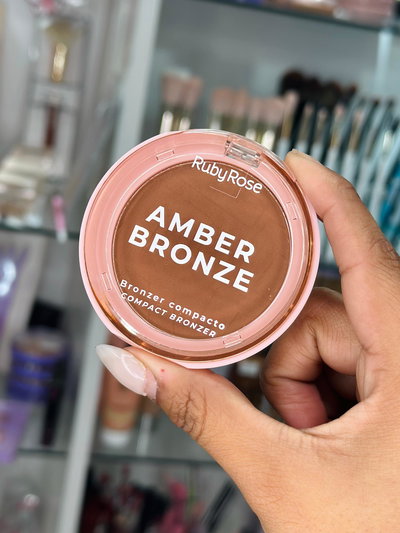 RubyRose
AMBER
BRONZE
Bronzer compacto
COMPACT BRONZER